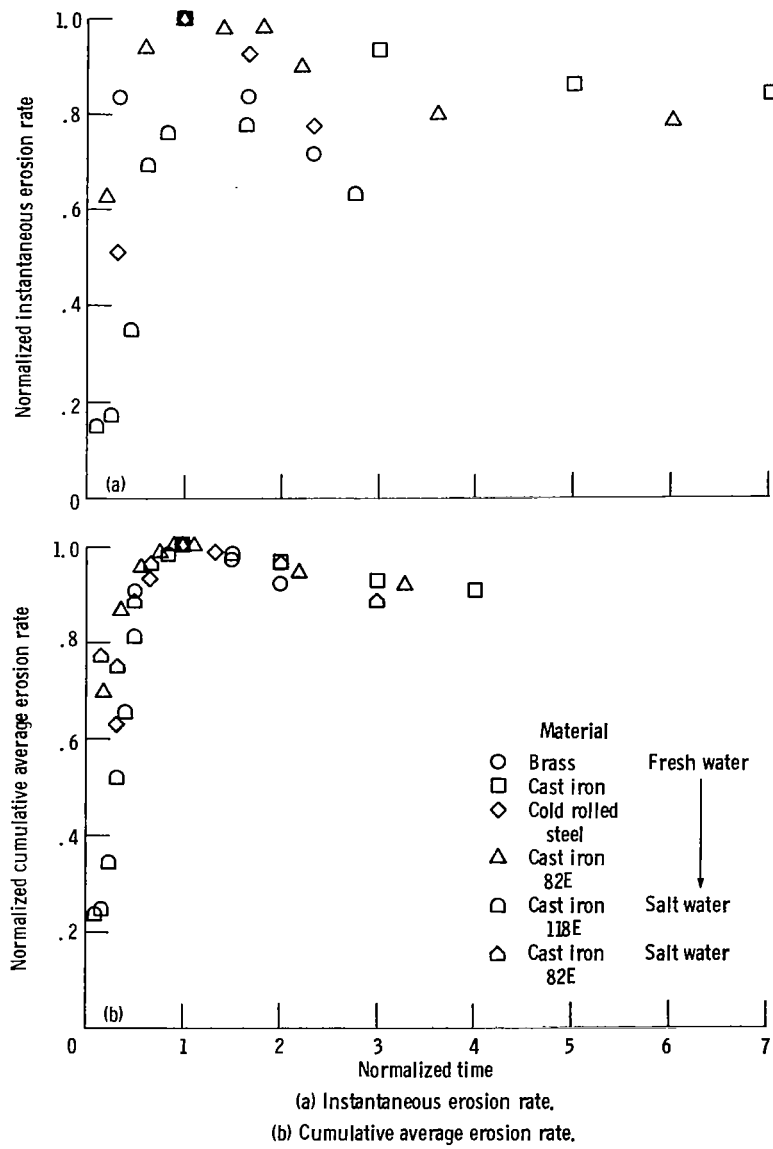 Normalized instantaneous erosion rate
1.0
.8
.6
.4
.2
0
(a)
Normalized cumulative average erosion rate
1.0
.8
.6
.4
.2
(b)
0 1 2 3 4 5 6 7
Normalized time
Material
Brass Fresh water
Cast iron
Cold rolled
steel
Cast iron
82E
Cast iron Salt water
118E
Cast iron Salt water
82E
(a) Instantaneous erosion rate.
(b) Cumulative average erosion rate.